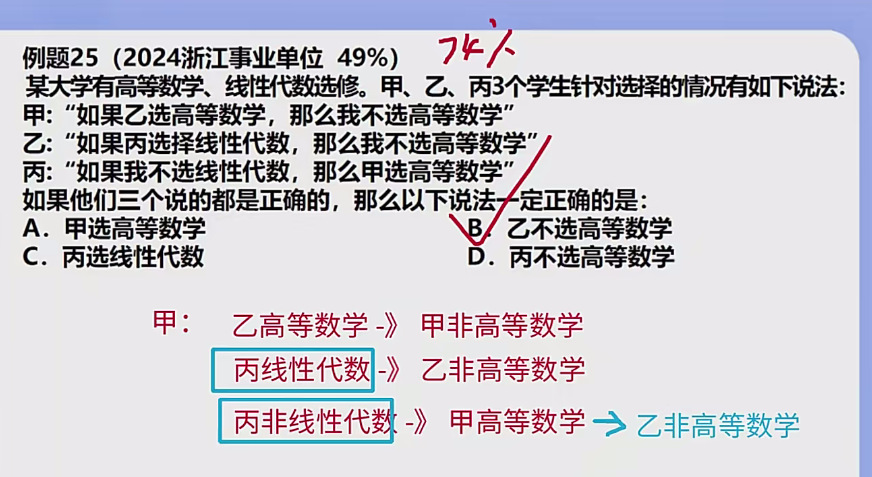 例题25（2024浙江事业单位 49%） 74%
某大学有高等数学、线性代数选修。甲、乙、丙3个学生针对选择的情况有如下说法：
甲：“如果乙选高等数学，那么我不选高等数学”
乙：“如果丙选择线性代数，那么我不选高等数学”
丙：“如果我不选线性代数，那么甲选高等数学”
如果他们三个说的都是正确的，那么以下说法一定正确的是：
A．甲选高等数学 B．乙不选高等数学
C．丙选线性代数 D．丙不选高等数学
甲： 乙高等数学 -》 甲非高等数学
丙线性代数 -》 乙非高等数学
丙非线性代数 -》 甲高等数学 → 乙非高等数学